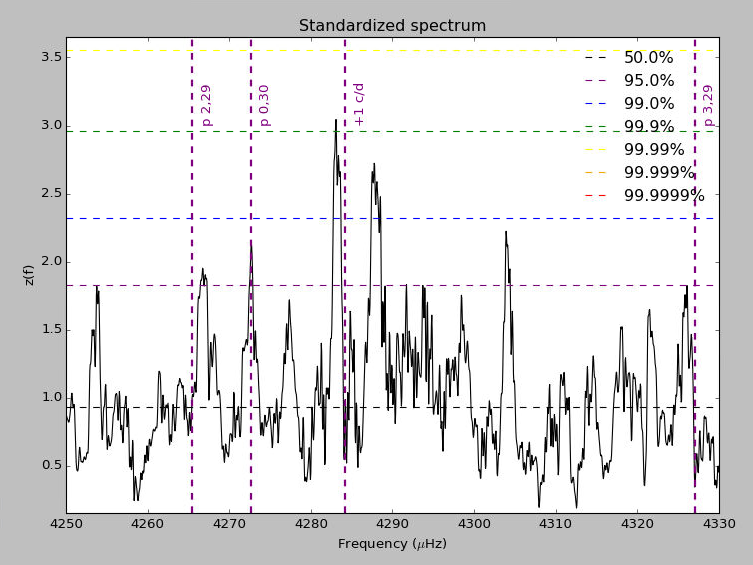 Standardized spectrum
3.5
3.0
2.5
2.0
1.5
1.0
0.5
z(f)
p 2,29
p 0,30
+1 c/d
p 3,29
50.0%
95.0%
99.0%
99.9%
99.99%
99.999%
99.9999%
4250 4260 4270 4280 4290 4300 4310 4320 4330
Frequency (μHz)